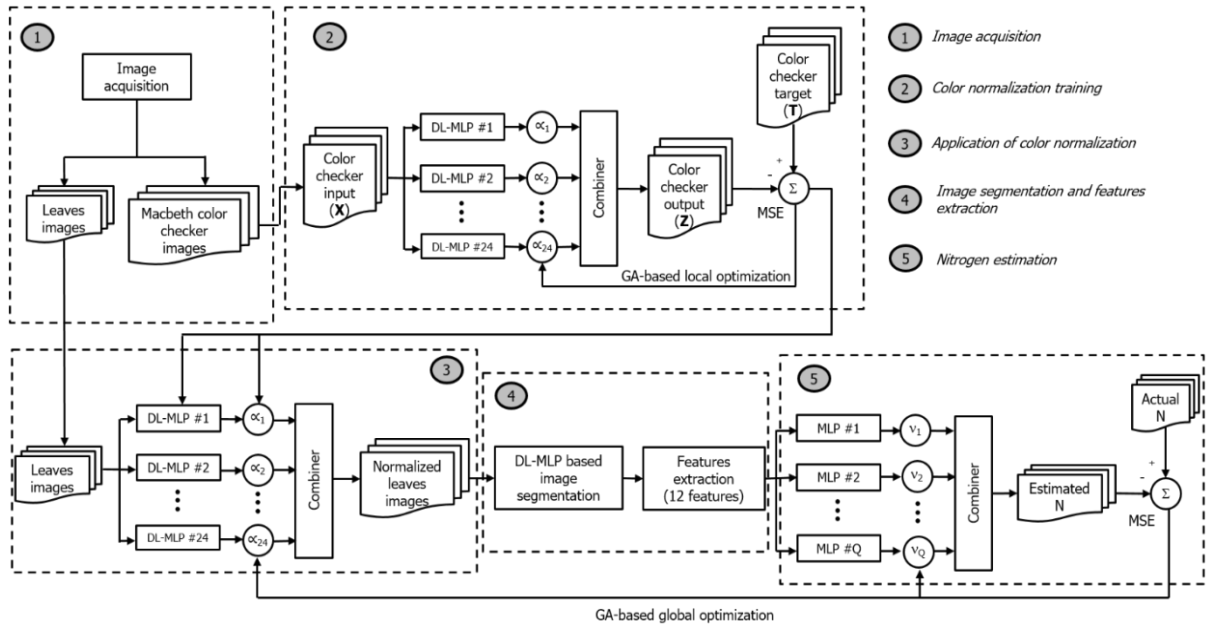 1
Image
acquisition
Leaves
images
Macbeth color
checker
images
2
Color
checker
input
(X)
DL-MLP #1
∝1
DL-MLP #2
∝2
DL-MLP #24
∝24
Combiner
Color
checker
output
(Z)
Color
checker
target
(T)
+
-
Σ
MSE
GA-based local optimization
1 Image acquisition
2 Color normalization training
3 Application of color normalization
4 Image segmentation and features
extraction
5 Nitrogen estimation
3
Leaves
images
DL-MLP #1
∝1
DL-MLP #2
∝2
DL-MLP #24
∝24
Combiner
Normalized
leaves
images
4
DL-MLP based
image
segmentation
Features
extraction
(12 features)
5
MLP #1
ν1
MLP #2
ν2
MLP #Q
νQ
Combiner
Estimated
N
Actual
N
+
-
Σ
MSE
GA-based global optimization